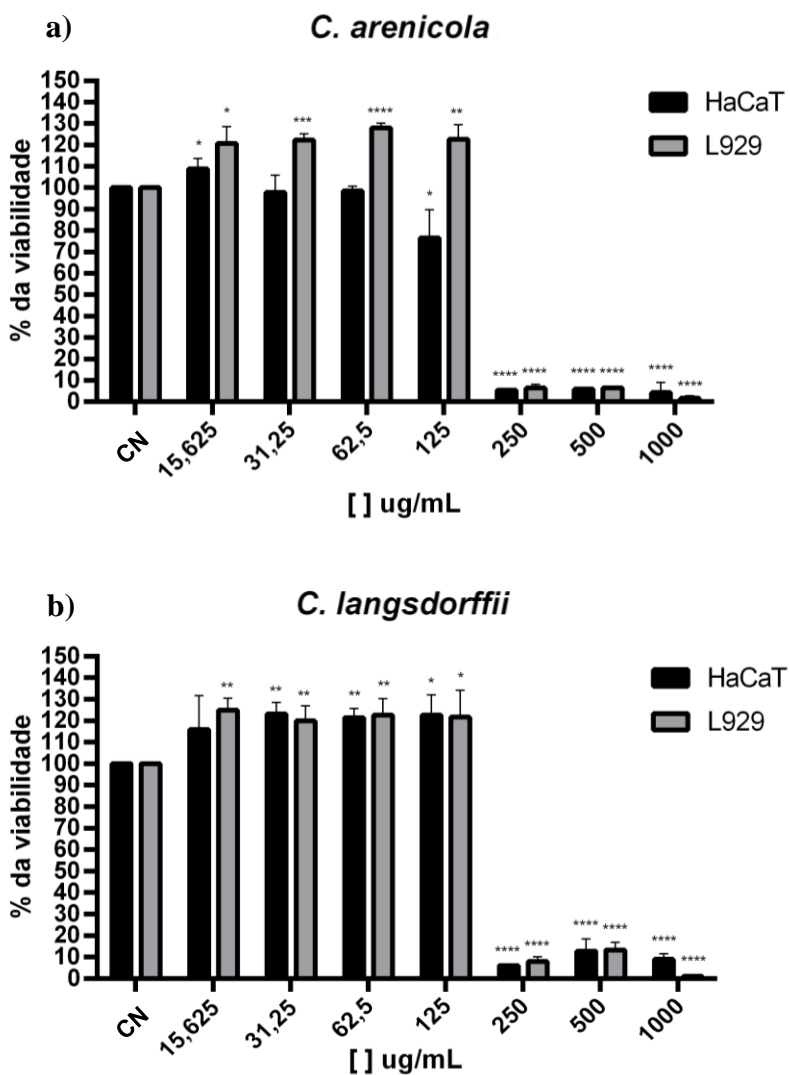 a)
C. arenicola
% da viabilidade
150
140
130
120
110
100
90
80
70
60
50
40
30
20
10
0
* * *** **** * ** **** **** **** **** **** ****
HaCaT
L929
CN 15,625 31,25 62,5 125 250 500 1000
[ ] ug/mL
b)
C. langsdorffii
% da viabilidade
150
140
130
120
110
100
90
80
70
60
50
40
30
20
10
0
** ** ** ** ** * * **** **** **** **** **** ****
HaCaT
L929
CN 15,625 31,25 62,5 125 250 500 1000
[ ] ug/mL